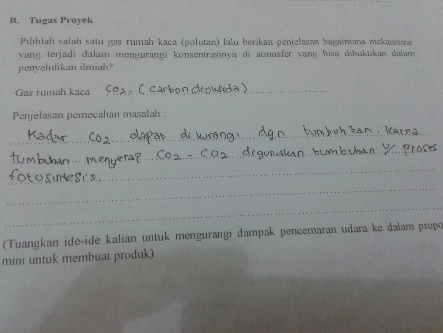 B. Tugas Proyek
Pilihlah salah satu gas rumah kaca (polutan) lalu berikan penjelasan bagaimana mekanisme
yang terjadi dalam mengurangi konsentrasinya di atmosfer yang bisa dibuktikan dalam
penyelidikan ilmiah?
Gas rumah kaca CO2. (Carbondioksida)
Penjelasan pemecahan masalah :
Kadar CO2 dapat dikurangi dgn tumbuhan. Karna
tumbuhan menyerap CO2. CO2 digunakan tumbuhan U/ proses
fotosintesis.
(Tuangkan ide-ide kalian untuk mengurangi dampak pencemaran udara ke dalam propo
mini untuk membuat produk)